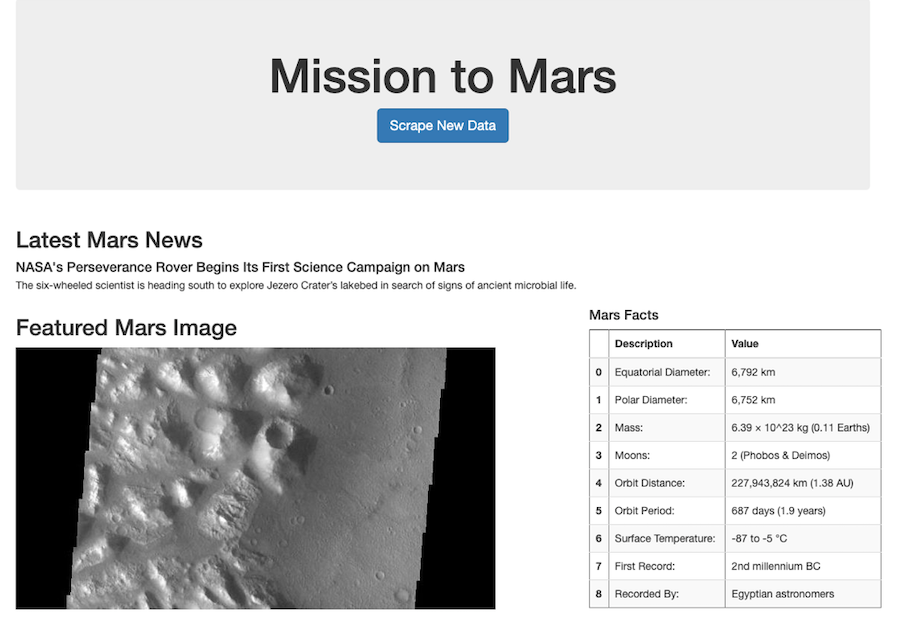 Mission to Mars
Scrape New Data
Latest Mars News
NASA's Perseverance Rover Begins Its First Science Campaign on Mars
The six-wheeled scientist is heading south to explore Jezero Crater's lakebed in search of signs of ancient microbial life.
Featured Mars Image
Mars Facts
Description Value
0 Equatorial Diameter: 6,792 km
1 Polar Diameter: 6,752 km
2 Mass: 6.39 × 10^23 kg (0.11 Earths)
3 Moons: 2 (Phobos & Deimos)
4 Orbit Distance: 227,943,824 km (1.38 AU)
5 Orbit Period: 687 days (1.9 years)
6 Surface Temperature: -87 to -5 °C
7 First Record: 2nd millennium BC
8 Recorded By: Egyptian astronomers